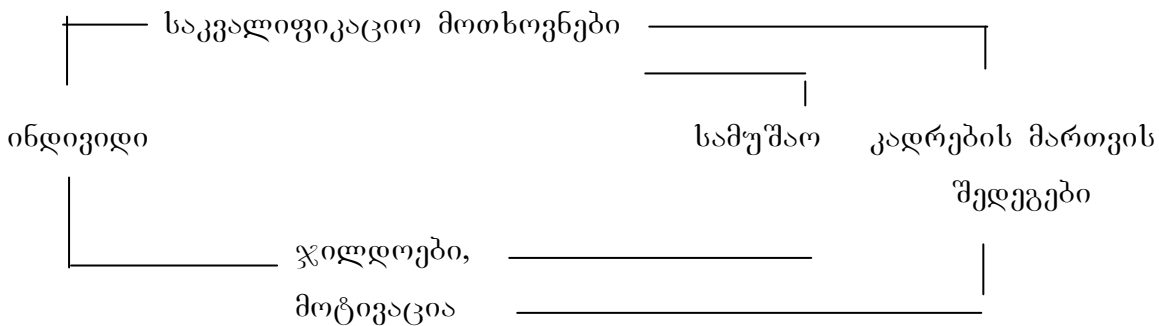 საკვალიფიკაციო მოთხოვნები
ინდივიდი სამუშაო კადრების მართვის
შედეგები
ჯილდოები,
მოტივაცია